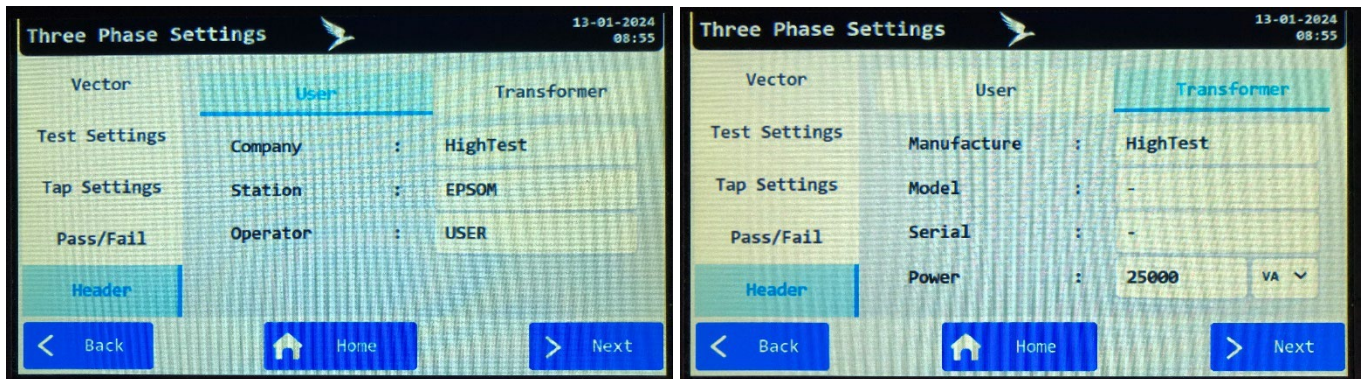 Three Phase Settings 13-01-2024
08:55
Vector User Transformer
Test Settings Company : HighTest
Tap Settings Station : EPSOM
Pass/Fail Operator : USER
Header
< Back Home > Next
Three Phase Settings 13-01-2024
08:55
Vector User Transformer
Test Settings Manufacture : HighTest
Tap Settings Model : -
Pass/Fail Serial : -
Header Power : 25000 VA
< Back Home > Next